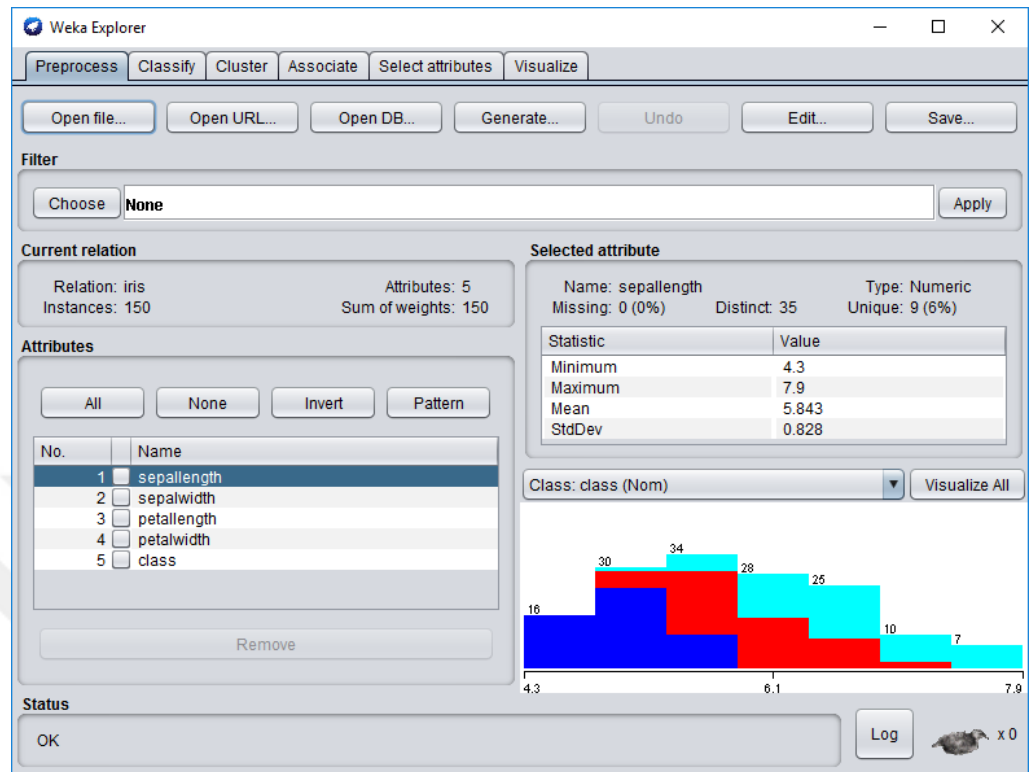 Weka Explorer
Preprocess Classify Cluster Associate Select attributes Visualize
Open file... Open URL... Open DB... Generate... Undo Edit... Save...
Filter
Choose None Apply
Current relation
Relation: iris Attributes: 5
Instances: 150 Sum of weights: 150
Selected attribute
Name: sepallength Type: Numeric
Missing: 0 (0%) Distinct: 35 Unique: 9 (6%)
Statistic Value
Minimum 4.3
Maximum 7.9
Mean 5.843
StdDev 0.828
Attributes
All None Invert Pattern
No. Name
1 sepallength
2 sepalwidth
3 petallength
4 petalwidth
5 class
Remove
Class: class (Nom) Visualize All
16 30 34 28 25 10 7
4.3 6.1 7.9
Status
OK
Log x 0